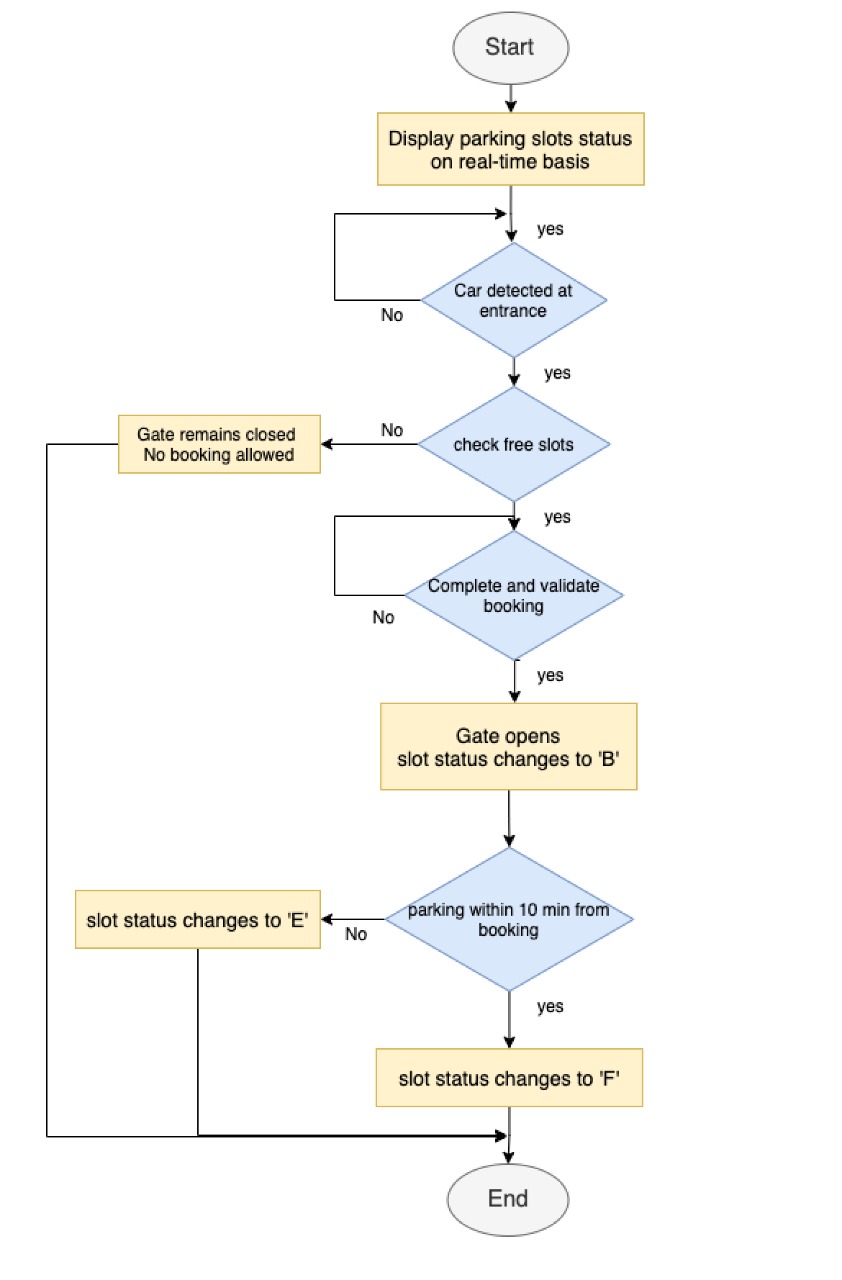 Start
Display parking slots status
on real-time basis
yes
Car detected at
entrance
No
yes
Gate remains closed
No booking allowed
No
check free slots
yes
Complete and validate
booking
No
yes
Gate opens
slot status changes to 'B'
slot status changes to 'E'
No
parking within 10 min from
booking
yes
slot status changes to 'F'
End